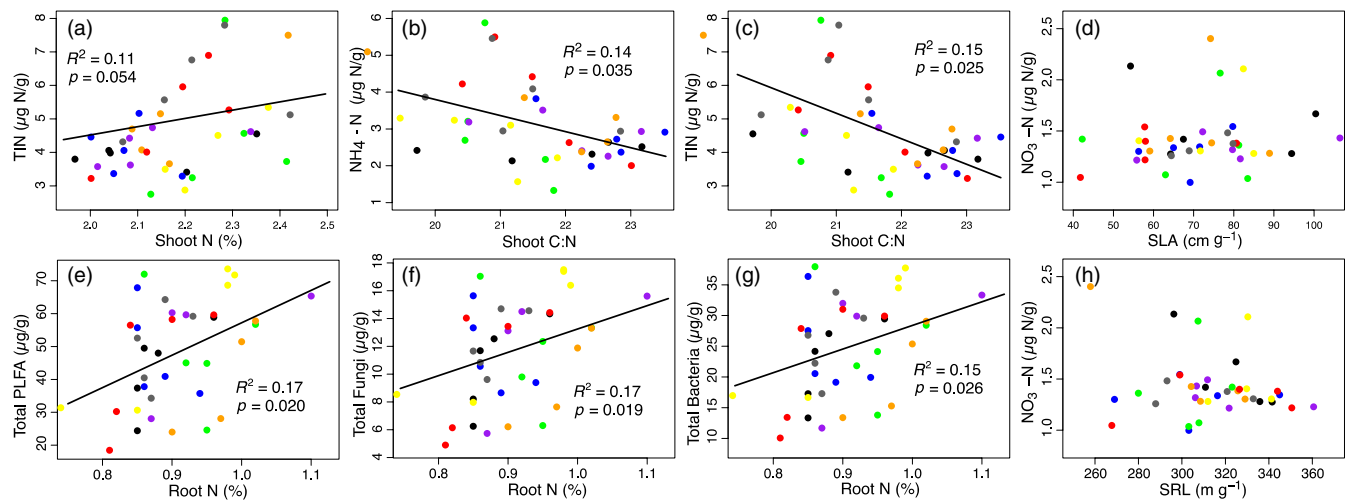 (a)
R² = 0.11
p = 0.054
TIN (µg N/g)
8
7
6
5
4
3
2.0 2.1 2.2 2.3 2.4 2.5
Shoot N (%)
(b)
R² = 0.14
p = 0.035
NH4 - N (µg N/g)
6
5
4
3
2
1
20 21 22 23
Shoot C:N
(c)
R² = 0.15
p = 0.025
TIN (µg N/g)
8
7
6
5
4
3
20 21 22 23
Shoot C:N
(d)
NO₃ –N (µg N/g)
2.5
2.0
1.5
1.0
40 50 60 70 80 90 100
SLA (cm g⁻¹)
(e)
R² = 0.17
p = 0.020
Total PLFA (µg/g)
70
60
50
40
30
20
0.8 0.9 1.0 1.1
Root N (%)
(f)
R² = 0.17
p = 0.019
Total Fungi (µg/g)
18
16
14
12
10
8
6
4
0.8 0.9 1.0 1.1
Root N (%)
(g)
R² = 0.15
p = 0.026
Total Bacteria (µg/g)
35
30
25
20
15
10
0.8 0.9 1.0 1.1
Root N (%)
(h)
NO₃ –N (µg N/g)
2.5
2.0
1.5
1.0
260 280 300 320 340 360
SRL (m g⁻¹)